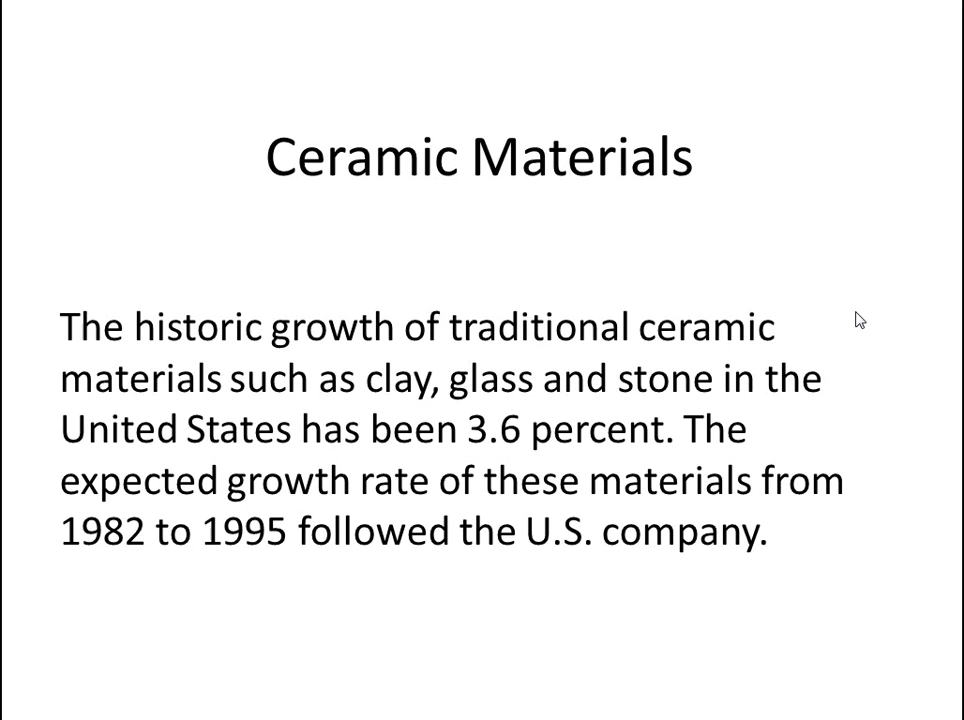 Ceramic Materials
The historic growth of traditional ceramic
materials such as clay, glass and stone in the
United States has been 3.6 percent. The
expected growth rate of these materials from
1982 to 1995 followed the U.S. company.